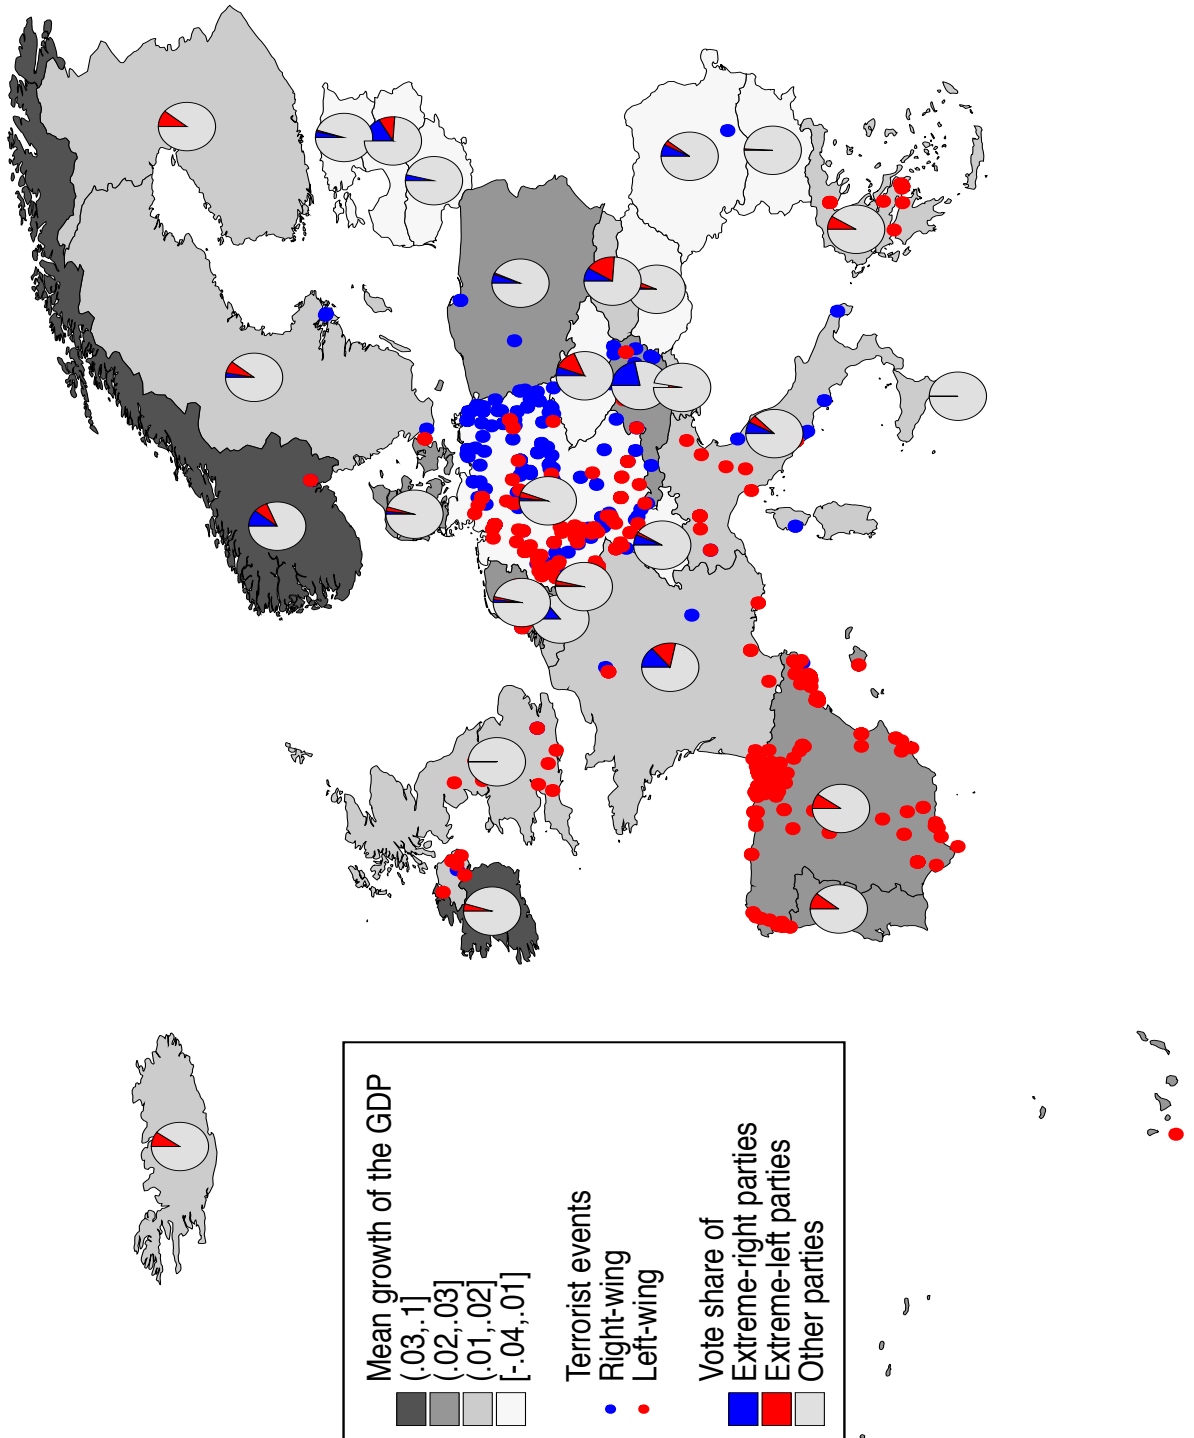 Mean growth of the GDP
(.03,.1]
(.02,.03]
(.01,.02]
[-.04,.01]
Terrorist events
Right-wing
Left-wing
Vote share of
Extreme-right parties
Extreme-left parties
Other parties